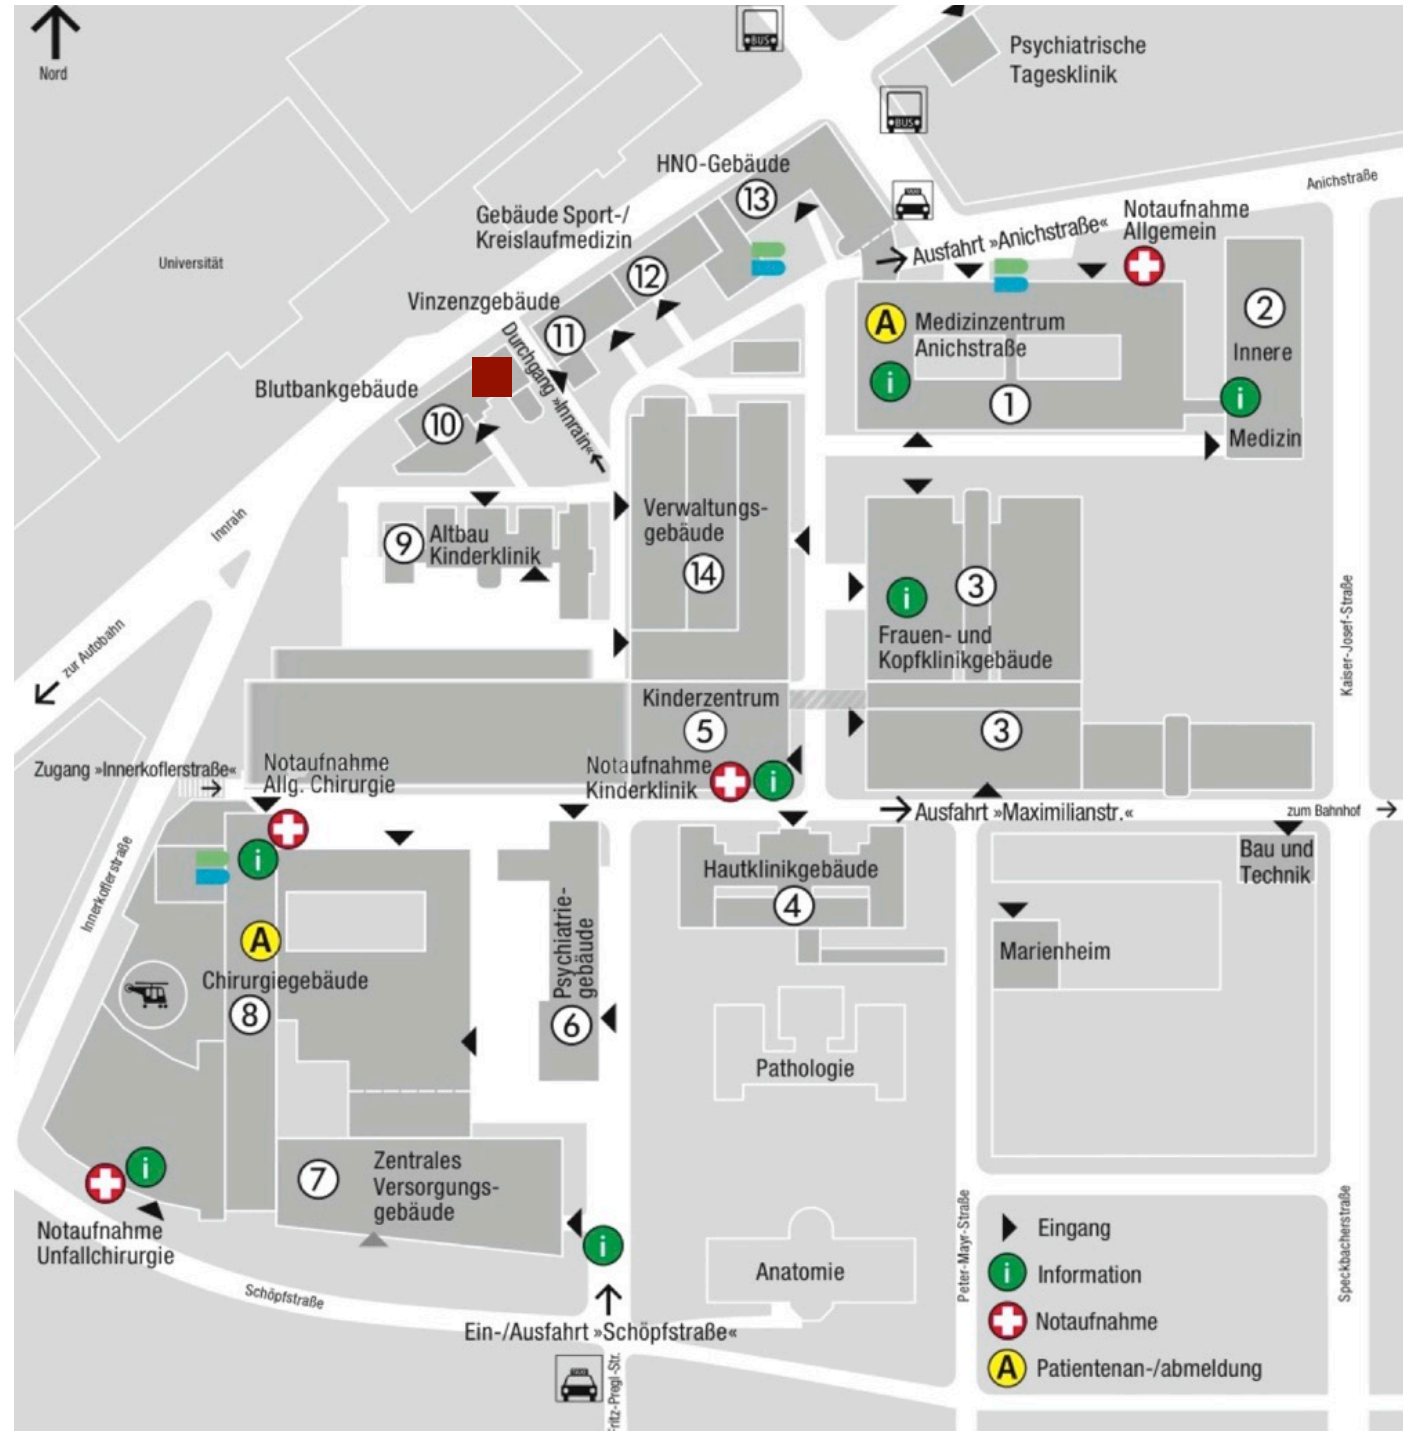 Nord
BUS
Psychiatrische
Tagesklinik
BUS
HNO-Gebäude
13
TAXI
Anichstraße
Notaufnahme
Allgemein
Gebäude Sport-/
Kreislaufmedizin
Ausfahrt »Anichstraße«
Universität
12
2
Vinzenzgebäude
11
A
Medizinzentrum
Anichstraße
Innere
Durchgang »Innrain«
Blutbankgebäude
i
i
1
10
Medizin
Innrain
9
Altbau
Kinderklinik
Verwaltungs-
gebäude
14
i
3
Frauen- und
Kopfklinikgebäude
Kaiser-Josef-Straße
zur Autobahn
Kinderzentrum
5
3
Zugang »Innerkoflerstraße«
Notaufnahme
Allg. Chirurgie
Notaufnahme
Kinderklinik
i
Ausfahrt »Maximilianstr.«
zum Bahnhof
Innerkoflerstraße
i
Hautklinikgebäude
4
Bau und
Technik
A
Psychiatrie-
gebäude
6
Marienheim
Chirurgiegebäude
8
Pathologie
i
7
Zentrales
Versorgungs-
gebäude
Notaufnahme
Unfallchirurgie
i
Schöpfstraße
Anatomie
Peter-Mayr-Straße
Speckbacherstraße
Ein-/Ausfahrt »Schöpfstraße«
TAXI
Fritz-Pregl-Str.
Eingang
i Information
Notaufnahme
A Patientenan-/abmeldung